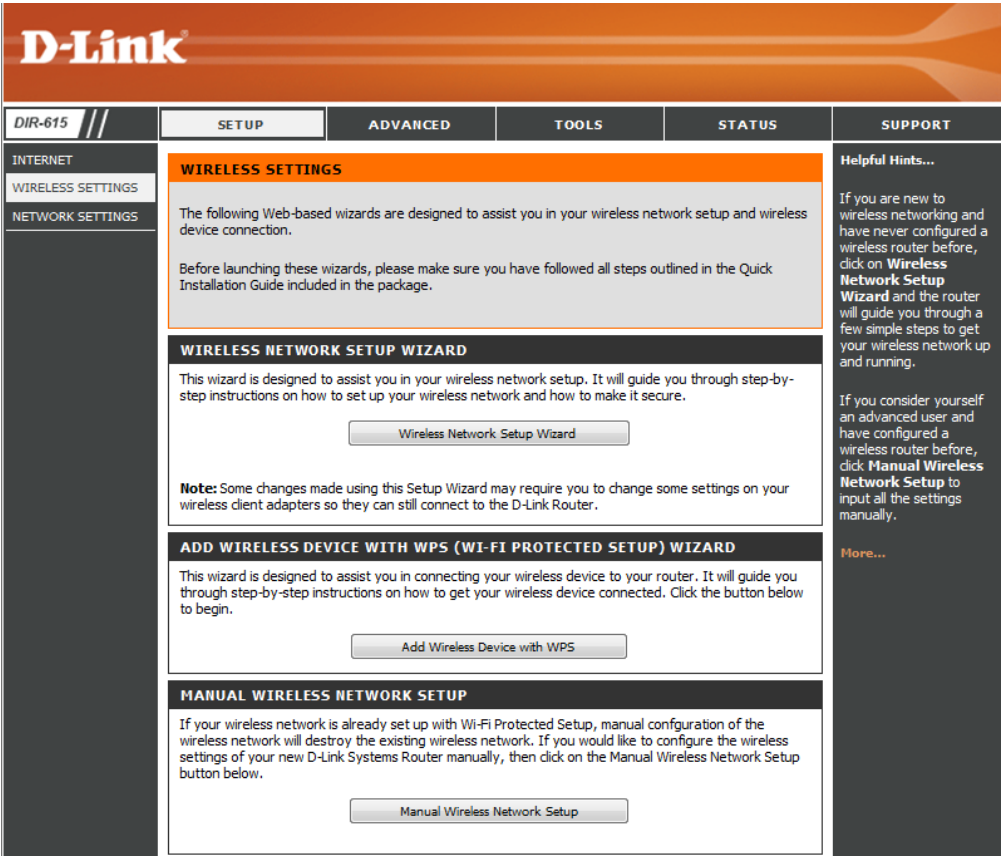 D-Link
DIR-615
SETUP
ADVANCED
TOOLS
STATUS
SUPPORT
INTERNET
WIRELESS SETTINGS
NETWORK SETTINGS
WIRELESS SETTINGS
The following Web-based wizards are designed to assist you in your wireless network setup and wireless
device connection.
Before launching these wizards, please make sure you have followed all steps outlined in the Quick
Installation Guide included in the package.
WIRELESS NETWORK SETUP WIZARD
This wizard is designed to assist you in your wireless network setup. It will guide you through step-by-
step instructions on how to set up your wireless network and how to make it secure.
Wireless Network Setup Wizard
Note: Some changes made using this Setup Wizard may require you to change some settings on your
wireless client adapters so they can still connect to the D-Link Router.
ADD WIRELESS DEVICE WITH WPS (WI-FI PROTECTED SETUP) WIZARD
This wizard is designed to assist you in connecting your wireless device to your router. It will guide you
through step-by-step instructions on how to get your wireless device connected. Click the button below
to begin.
Add Wireless Device with WPS
MANUAL WIRELESS NETWORK SETUP
If your wireless network is already set up with Wi-Fi Protected Setup, manual confguration of the
wireless network will destroy the existing wireless network. If you would like to configure the wireless
settings of your new D-Link Systems Router manually, then click on the Manual Wireless Network Setup
button below.
Manual Wireless Network Setup
Helpful Hints...
If you are new to
wireless networking and
have never configured a
wireless router before,
click on Wireless
Network Setup
Wizard and the router
will guide you through a
few simple steps to get
your wireless network up
and running.
If you consider yourself
an advanced user and
have configured a
wireless router before,
click Manual Wireless
Network Setup to
input all the settings
manually.
More...